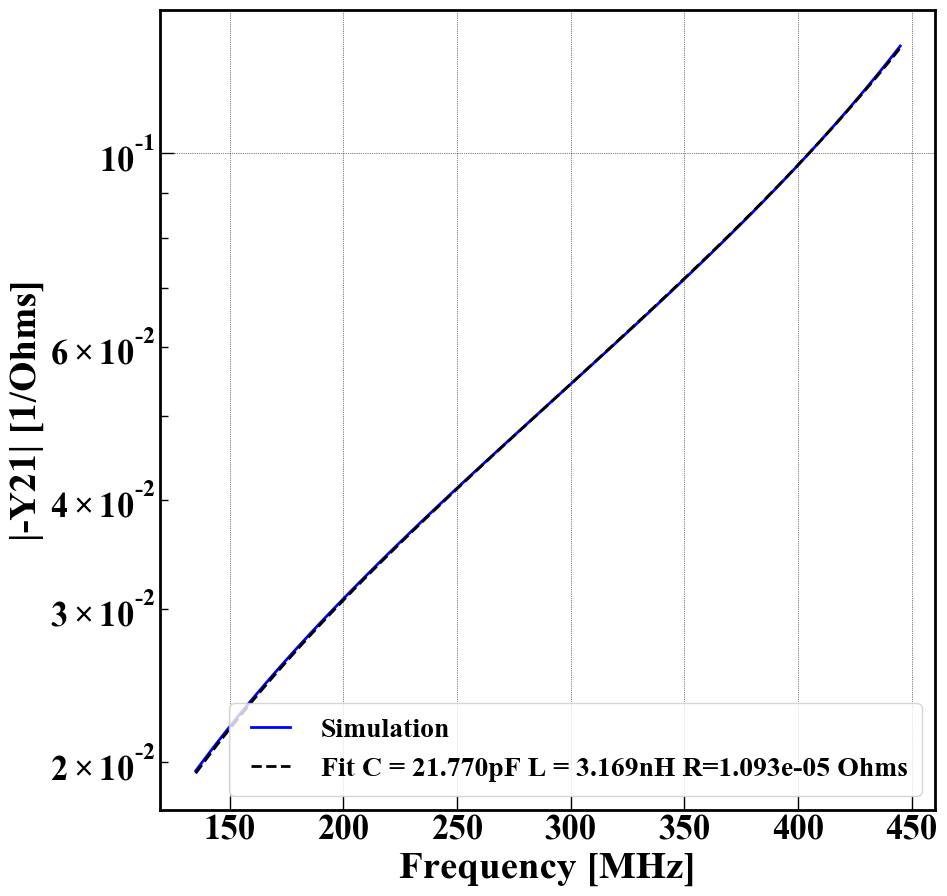 |-Y21| [1/Ohms]
10-1
6×10-2
4×10-2
3×10-2
2×10-2
Simulation
Fit C = 21.770pF L = 3.169nH R=1.093e-05 Ohms
150 200 250 300 350 400 450
Frequency [MHz]